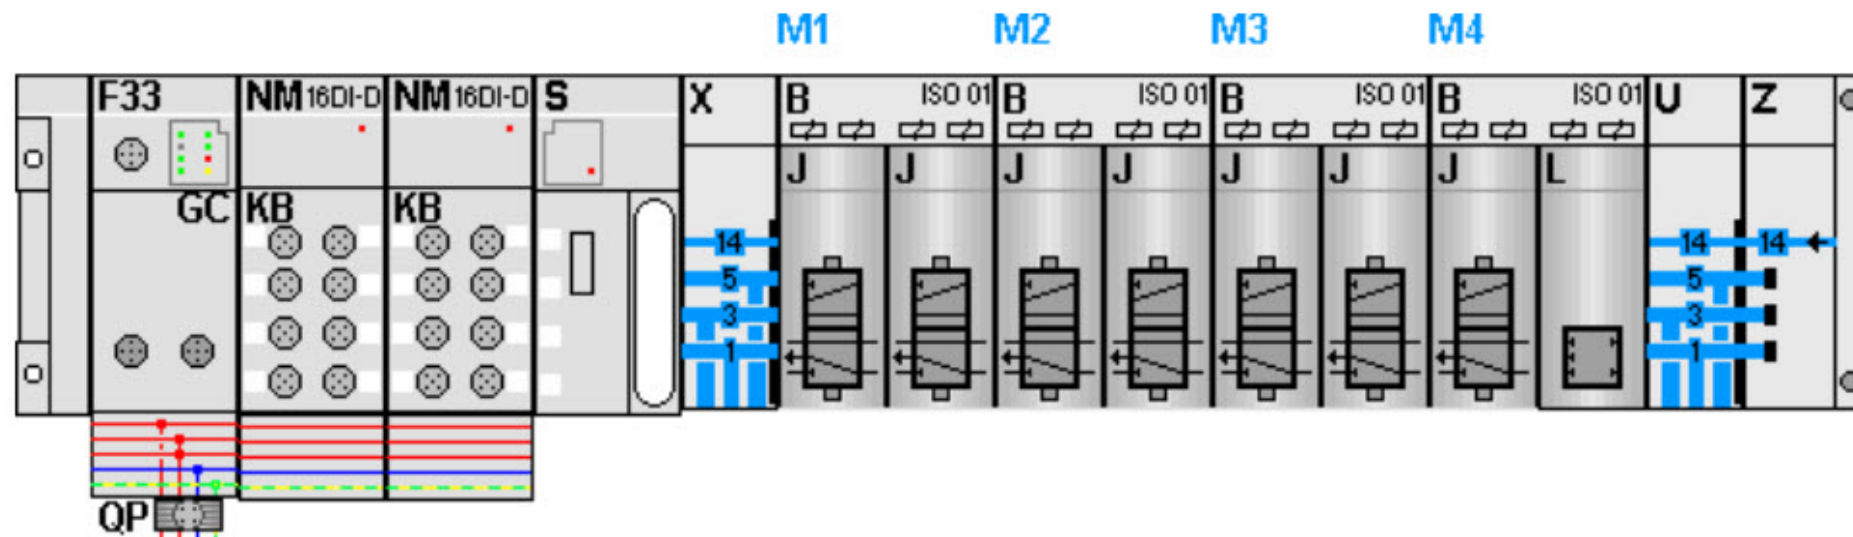 M1 M2 M3 M4
F33 NM 16DI-D NM 16DI-D S X B ISO 01 B ISO 01 B ISO 01 B ISO 01 U Z
J J J J J J J L
GC KB KB
14 14 14
5 5
3 3
1 1
QP